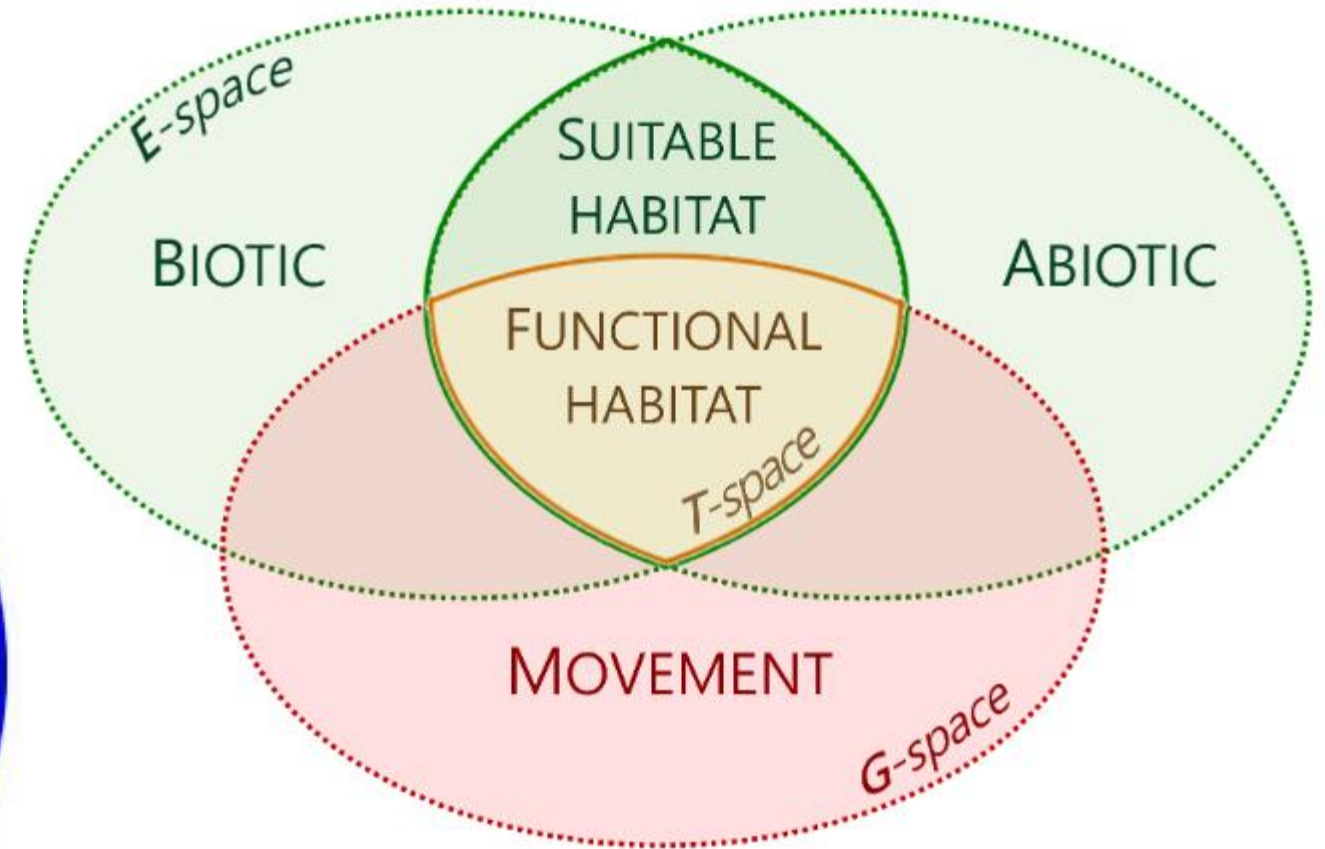 E-space
SUITABLE
HABITAT
BIOTIC
ABIOTIC
FUNCTIONAL
HABITAT
T-space
MOVEMENT
G-space